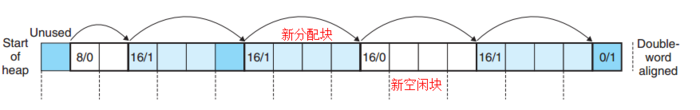 Unused
新分配块
Start of heap
8/0
16/1
16/1
16/0
16/1
0/1
Double-word aligned
新空闲块